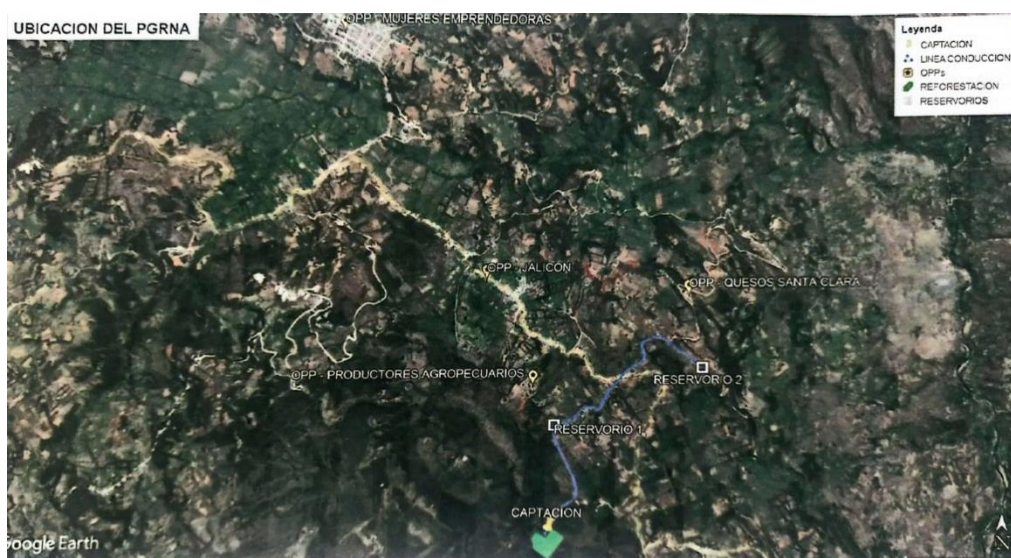 UBICACION DEL PGRNA
OPP - MUJERES EMPRENDEDORAS
Leyenda
CAPTACION
LINEA CONDUCCION
OPPs
REFORESTACION
RESERVORIOS
OPP - JALICON
OPP - QUESOS SANTA CLARA
OPP - PRODUCTORES AGROPECUARIOS
RESERVORIO 2
RESERVORIO 1
CAPTACION
Google Earth
N